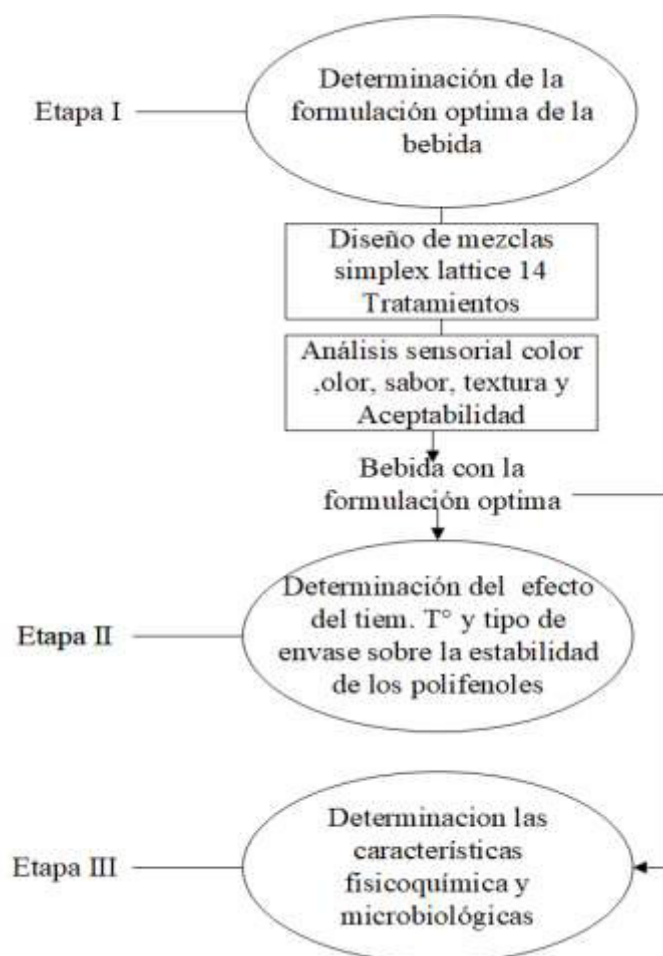 Etapa I
Determinación de la
formulación optima de la
bebida
Diseño de mezclas
simplex lattice 14
Tratamientos
Análisis sensorial color
,olor, sabor, textura y
Aceptabilidad
Bebida con la
formulación optima
Etapa II
Determinación del efecto
del tiem. T° y tipo de
envase sobre la estabilidad
de los polifenoles
Etapa III
Determinacion las
características
fisicoquímica y
microbiológicas